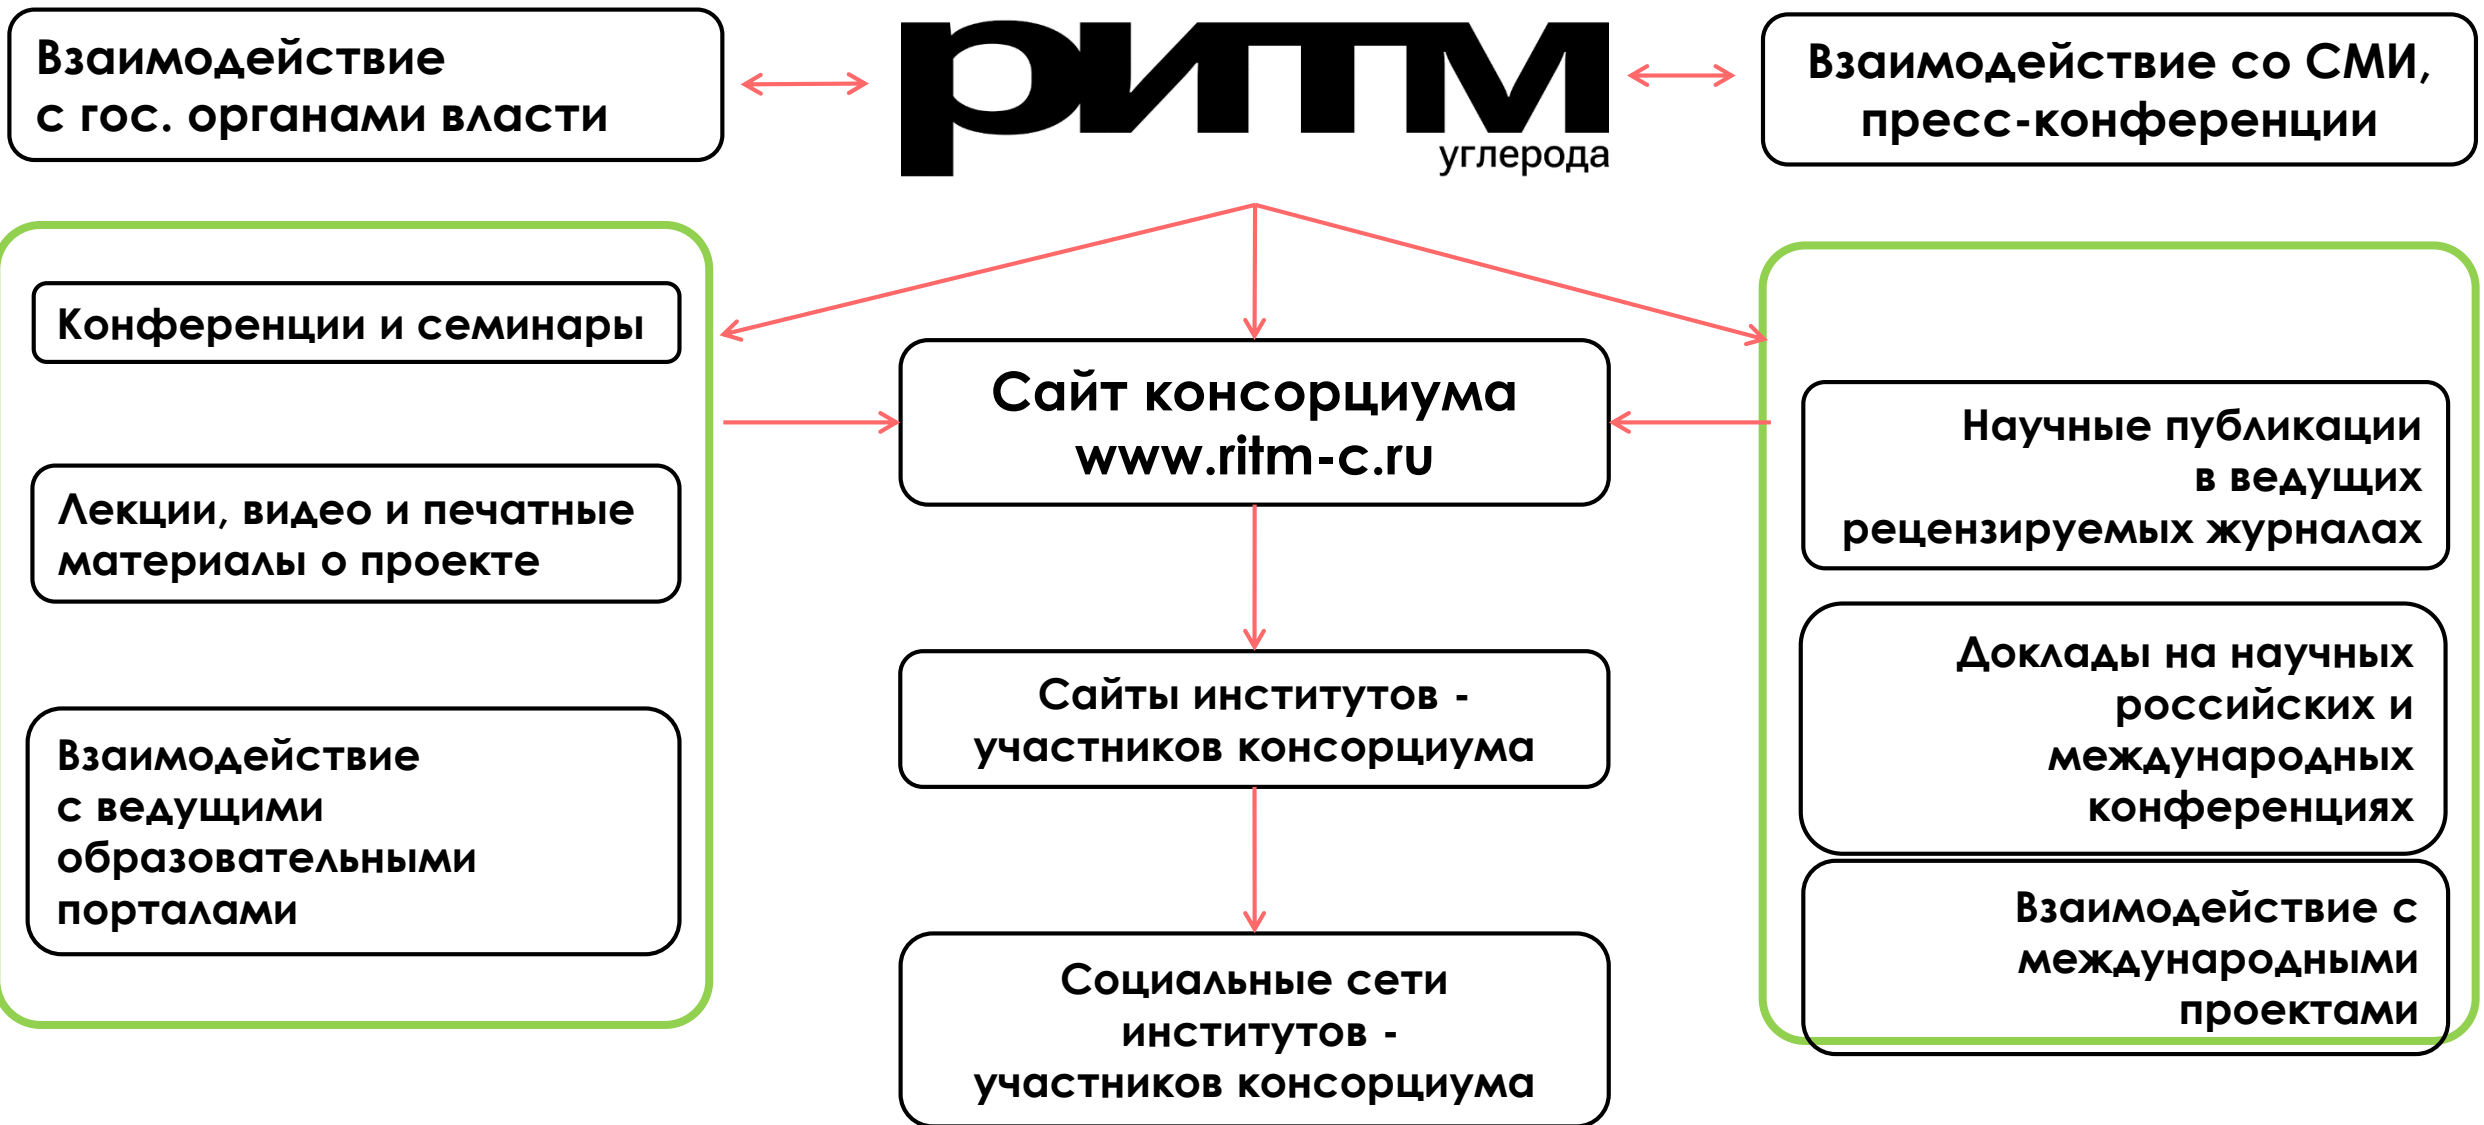 Взаимодействие
с гос. органами власти
РИТМ
углерода
Взаимодействие со СМИ,
пресс-конференции
Конференции и семинары
Лекции, видео и печатные
материалы о проекте
Взаимодействие
с ведущими
образовательными
порталами
Сайт консорциума
www.ritm-c.ru
Сайты институтов -
участников консорциума
Социальные сети
институтов -
участников консорциума
Научные публикации
в ведущих
рецензируемых журналах
Доклады на научных
российских и
международных
конференциях
Взаимодействие с
международными
проектами